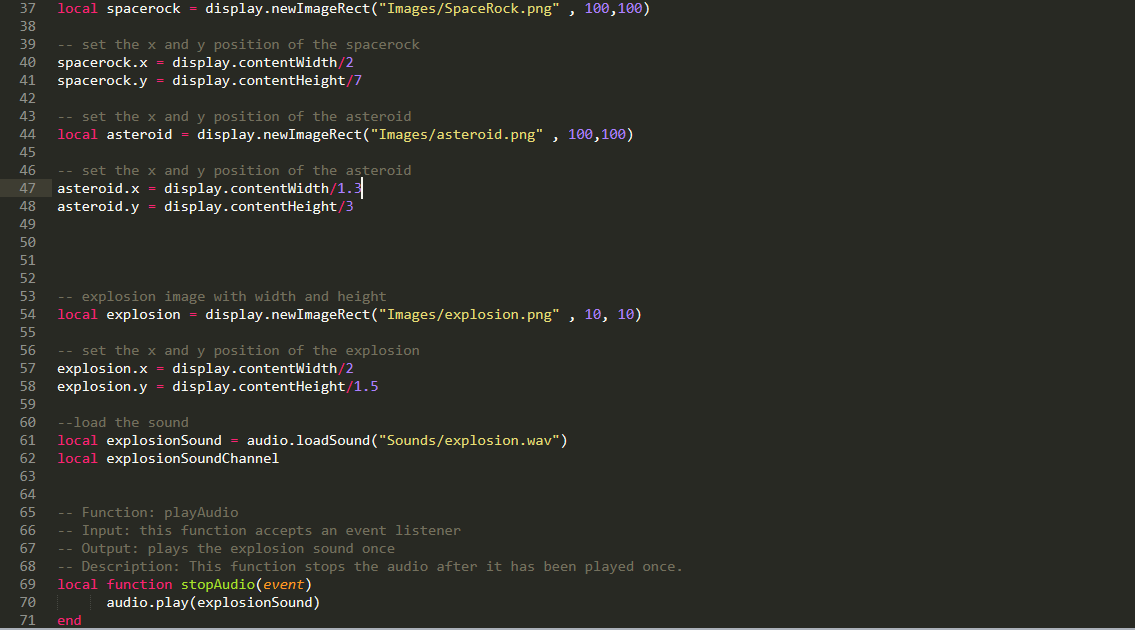 37 local spacerock = display.newImageRect("Images/SpaceRock.png" , 100,100)
38
39 -- set the x and y position of the spacerock
40 spacerock.x = display.contentWidth/2
41 spacerock.y = display.contentHeight/7
42
43 -- set the x and y position of the asteroid
44 local asteroid = display.newImageRect("Images/asteroid.png" , 100,100)
45
46 -- set the x and y position of the asteroid
47 asteroid.x = display.contentWidth/1.3
48 asteroid.y = display.contentHeight/3
49
50
51
52
53 -- explosion image with width and height
54 local explosion = display.newImageRect("Images/explosion.png" , 10, 10)
55
56 -- set the x and y position of the explosion
57 explosion.x = display.contentWidth/2
58 explosion.y = display.contentHeight/1.5
59
60 --load the sound
61 local explosionSound = audio.loadSound("Sounds/explosion.wav")
62 local explosionSoundChannel
63
64
65 -- Function: playAudio
66 -- Input: this function accepts an event listener
67 -- Output: plays the explosion sound once
68 -- Description: This function stops the audio after it has been played once.
69 local function stopAudio(event)
70 audio.play(explosionSound)
71 end